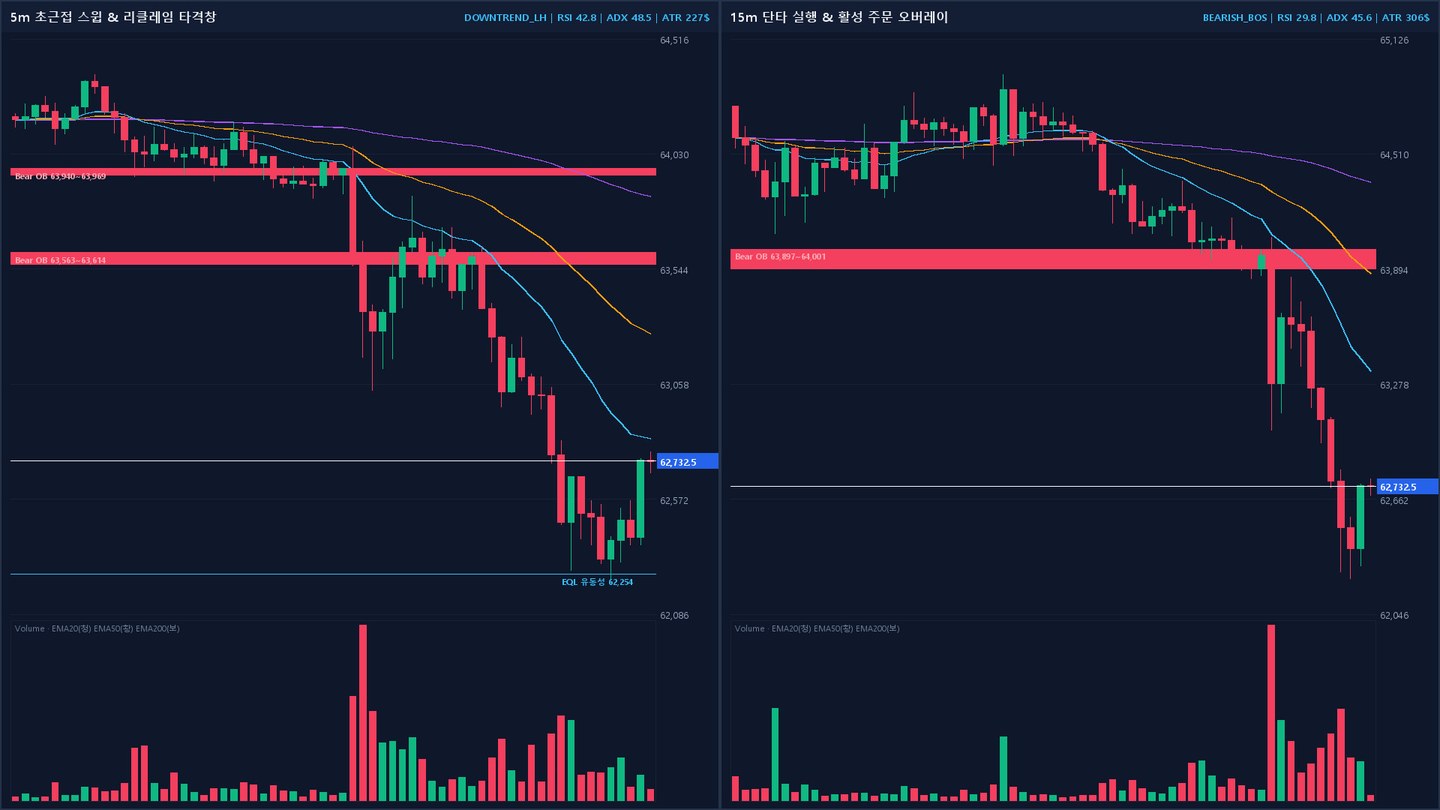 5m 초근접 스윕 & 리클레임 타격창
DOWNTREND_LH | RSI 42.8 | ADX 48.5 | ATR 227$
64,516
64,030
Bear OB 63,940~63,969
Bear OB 63,563~63,614
63,544
63,058
62,732.5
62,572
EQL 유동성 62,254
62,086
Volume · EMA20(청) EMA50(황) EMA200(보)
15m 단타 실행 & 활성 주문 오버레이
BEARISH_BOS | RSI 29.8 | ADX 45.6 | ATR 306$
65,126
64,510
Bear OB 63,897~64,001
63,894
63,278
62,732.5
62,662
62,046
Volume · EMA20(청) EMA50(황) EMA200(보)